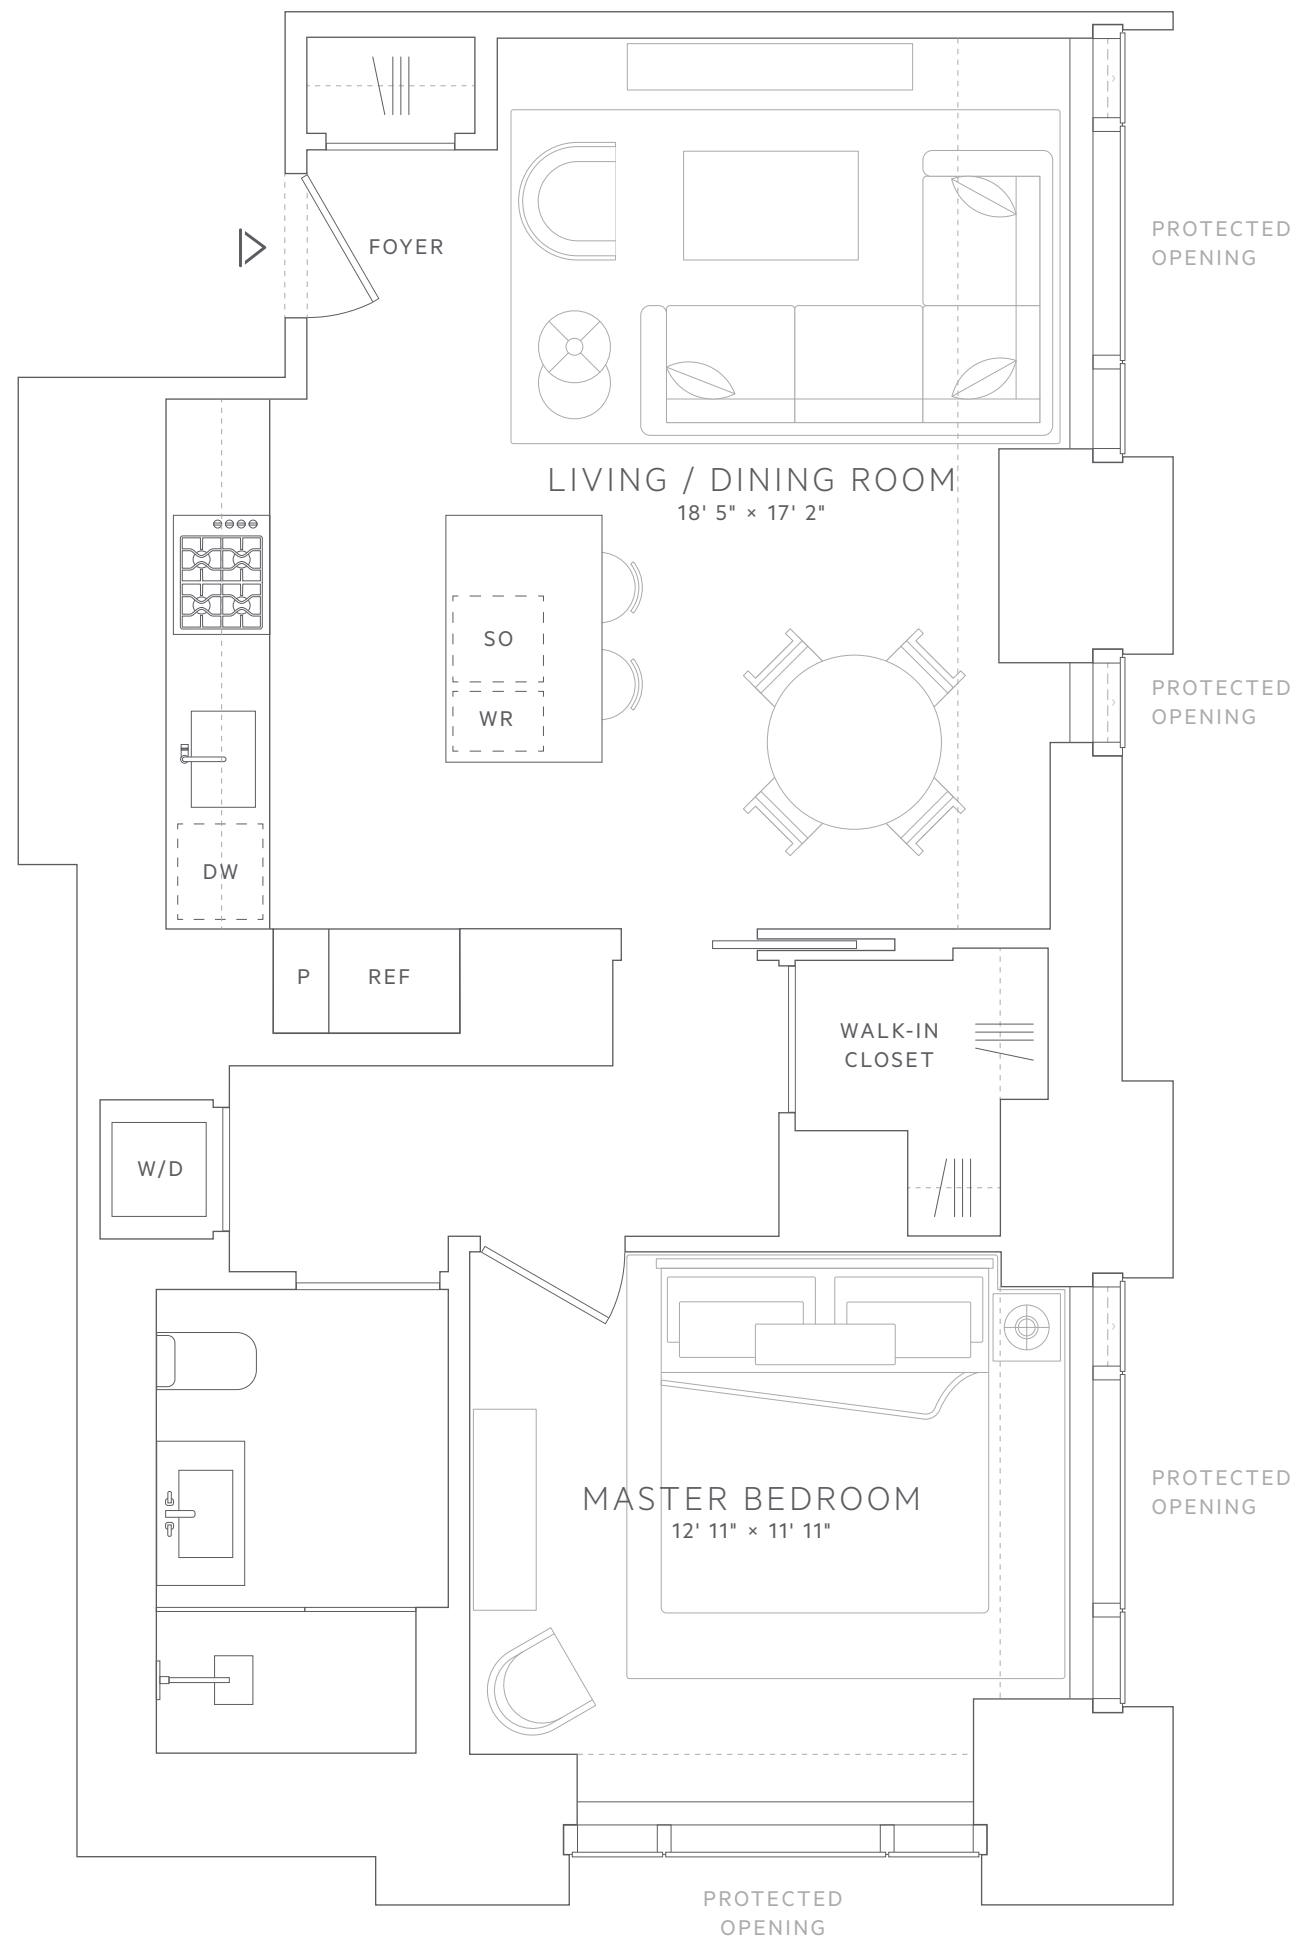 FOYER
PROTECTED
OPENING
LIVING / DINING ROOM
18' 5" × 17' 2"
SO
WR
PROTECTED
OPENING
DW
P
REF
WALK-IN
CLOSET
W/D
MASTER BEDROOM
12' 11" × 11' 11"
PROTECTED
OPENING
PROTECTED
OPENING